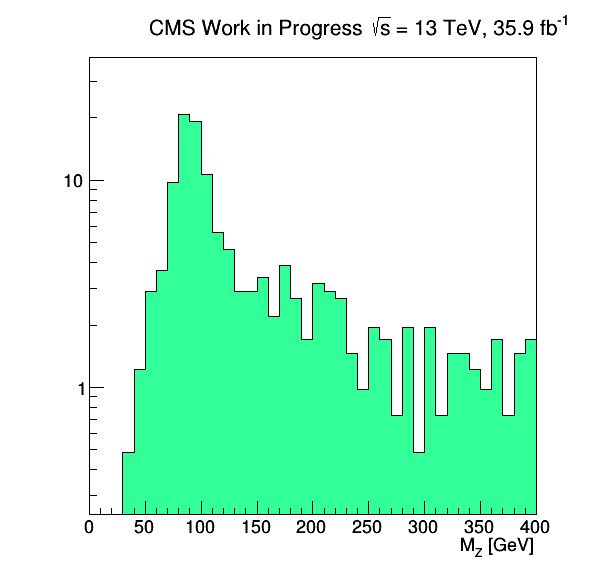 CMS Work in Progress √s = 13 TeV, 35.9 fb⁻¹
10
1
0 50 100 150 200 250 300 350 400
M_Z [GeV]